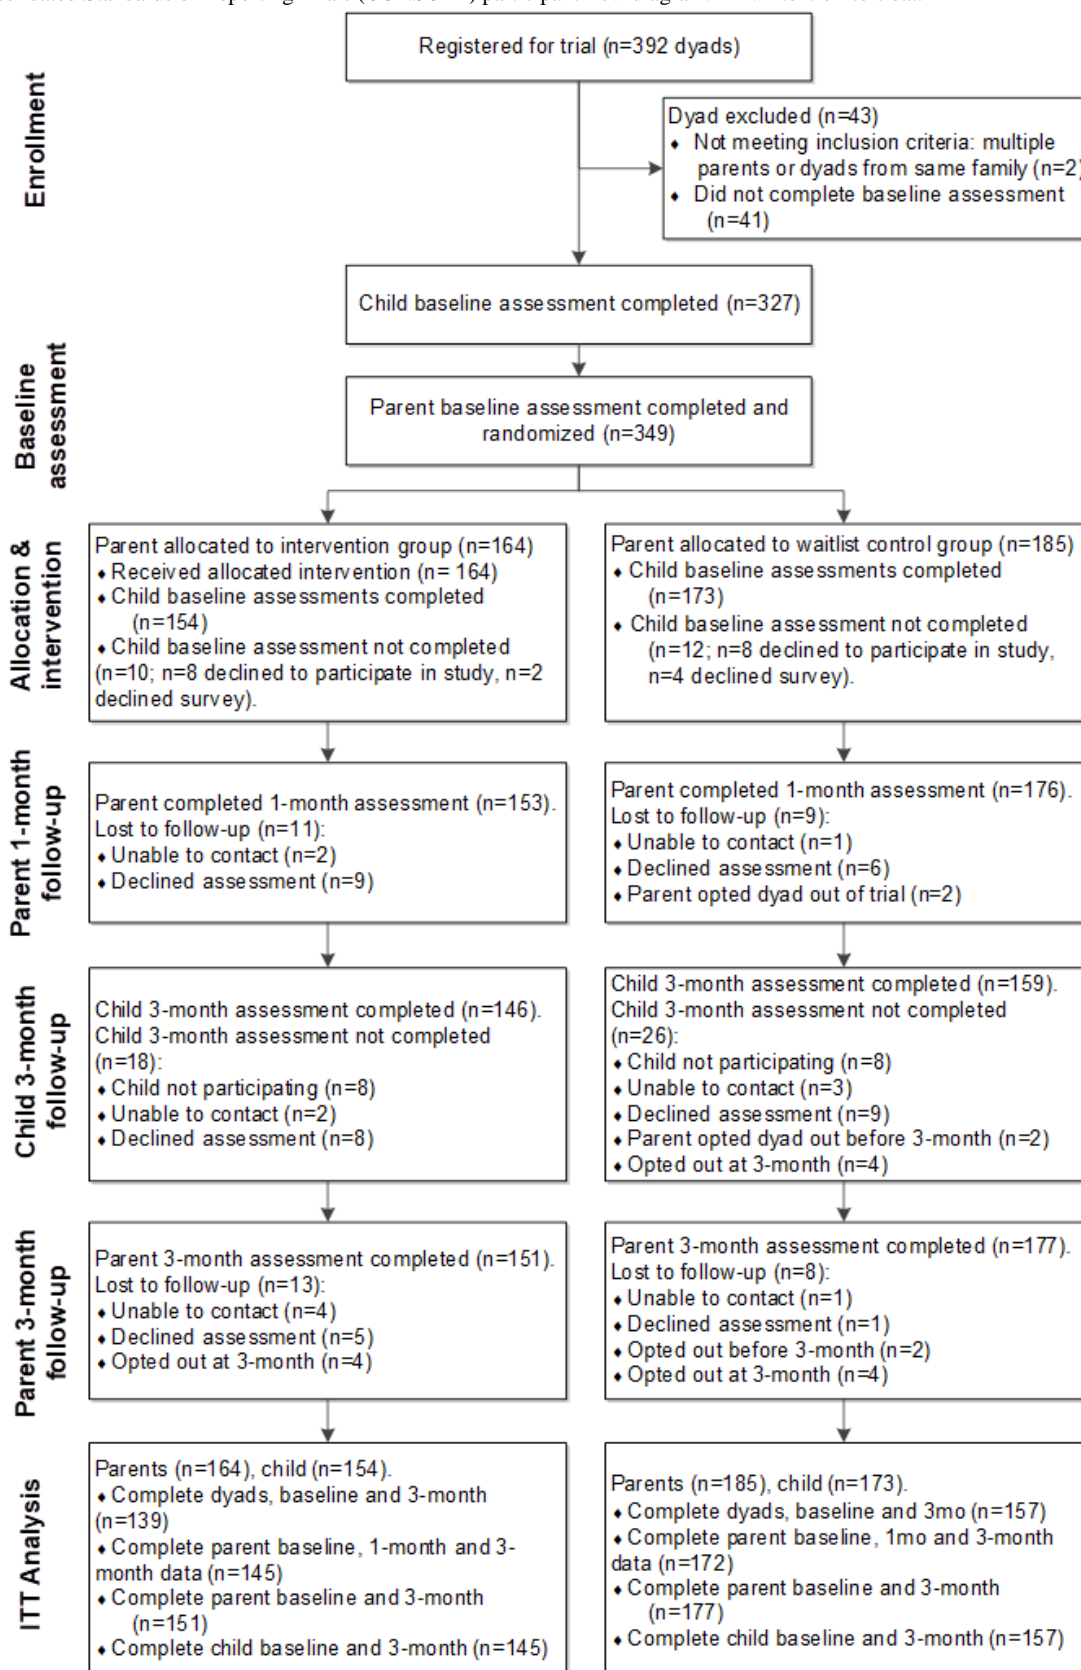 Registered for trial (n=392 dyads)
Enrollment
Dyad excluded (n=43)
♦ Not meeting inclusion criteria: multiple
parents or dyads from same family (n=2)
♦ Did not complete baseline assessment
(n=41)
Child baseline assessment completed (n=327)
Baseline
assessment
Parent baseline assessment completed and
randomized (n=349)
Allocation &
intervention
Parent allocated to intervention group (n=164)
♦ Received allocated intervention (n= 164)
♦ Child baseline assessments completed
(n=154)
♦ Child baseline assessment not completed
(n=10; n=8 declined to participate in study, n=2
declined survey).
Parent allocated to waitlist control group (n=185)
♦ Child baseline assessments completed
(n=173)
♦ Child baseline assessment not completed
(n=12; n=8 declined to participate in study,
n=4 declined survey).
Parent 1-month
follow-up
Parent completed 1-month assessment (n=153).
Lost to follow-up (n=11):
♦ Unable to contact (n=2)
♦ Declined assessment (n=9)
Parent completed 1-month assessment (n=176).
Lost to follow-up (n=9):
♦ Unable to contact (n=1)
♦ Declined assessment (n=6)
♦ Parent opted dyad out of trial (n=2)
Child 3-month
follow-up
Child 3-month assessment completed (n=146).
Child 3-month assessment not completed
(n=18):
♦ Child not participating (n=8)
♦ Unable to contact (n=2)
♦ Declined assessment (n=8)
Child 3-month assessment completed (n=159).
Child 3-month assessment not completed
(n=26):
♦ Child not participating (n=8)
♦ Unable to contact (n=3)
♦ Declined assessment (n=9)
♦ Parent opted dyad out before 3-month (n=2)
♦ Opted out at 3-month (n=4)
Parent 3-month
follow-up
Parent 3-month assessment completed (n=151).
Lost to follow-up (n=13):
♦ Unable to contact (n=4)
♦ Declined assessment (n=5)
♦ Opted out at 3-month (n=4)
Parent 3-month assessment completed (n=177).
Lost to follow-up (n=8):
♦ Unable to contact (n=1)
♦ Declined assessment (n=1)
♦ Opted out before 3-month (n=2)
♦ Opted out at 3-month (n=4)
ITT Analysis
Parents (n=164), child (n=154).
♦ Complete dyads, baseline and 3-month
(n=139)
♦ Complete parent baseline, 1-month and 3-
month data (n=145)
♦ Complete parent baseline and 3-month
(n=151)
♦ Complete child baseline and 3-month (n=145)
Parents (n=185), child (n=173).
♦ Complete dyads, baseline and 3mo (n=157)
♦ Complete parent baseline, 1mo and 3-month
data (n=172)
♦ Complete parent baseline and 3-month
(n=177)
♦ Complete child baseline and 3-month (n=157)